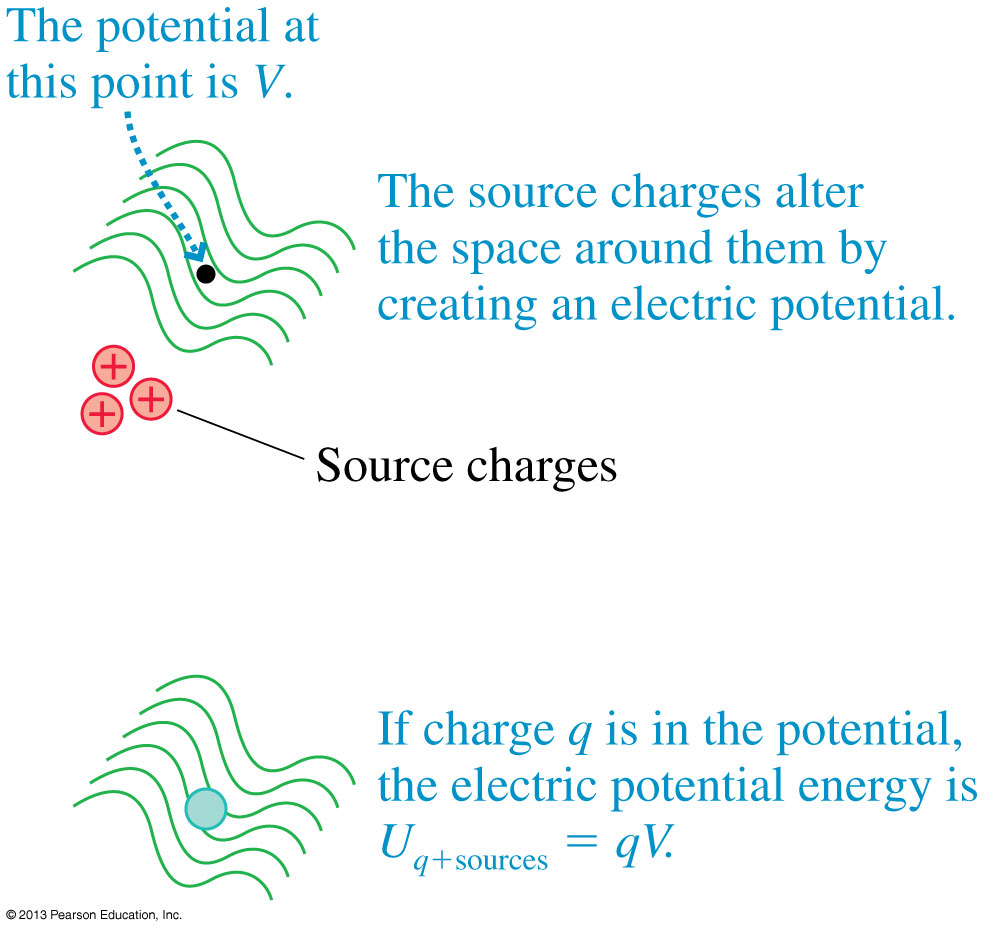 The potential at
this point is V.
The source charges alter
the space around them by
creating an electric potential.
+
+
+
Source charges
If charge q is in the potential,
the electric potential energy is
U q+sources = qV.
© 2013 Pearson Education, Inc.